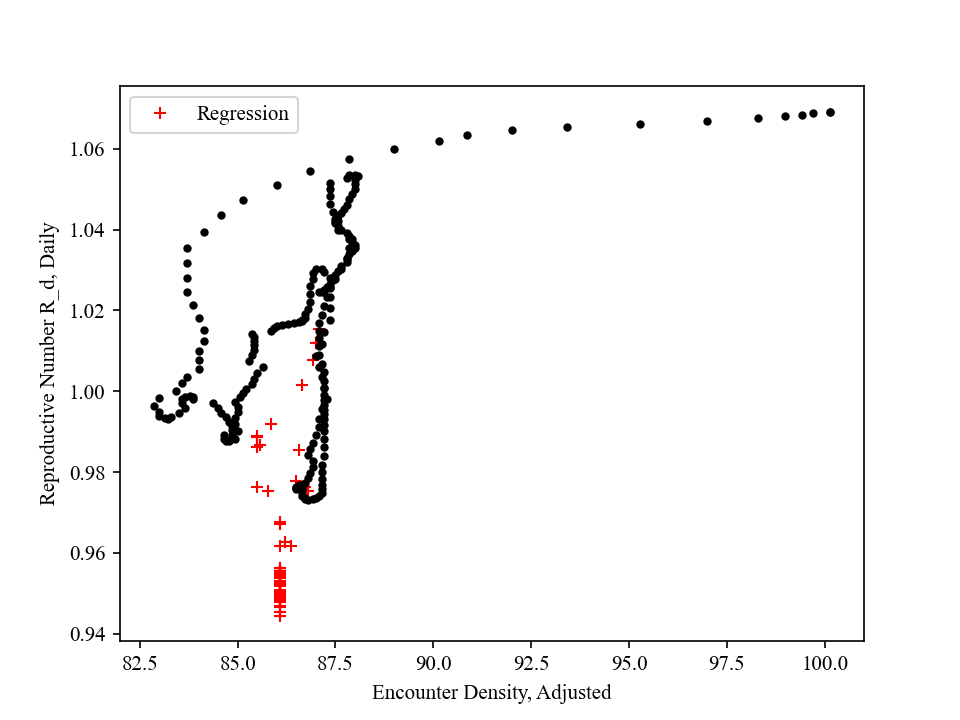 Regression
1.06
1.04
1.02
1.00
0.98
0.96
0.94
Reproductive Number R_d, Daily
82.5 85.0 87.5 90.0 92.5 95.0 97.5 100.0
Encounter Density, Adjusted